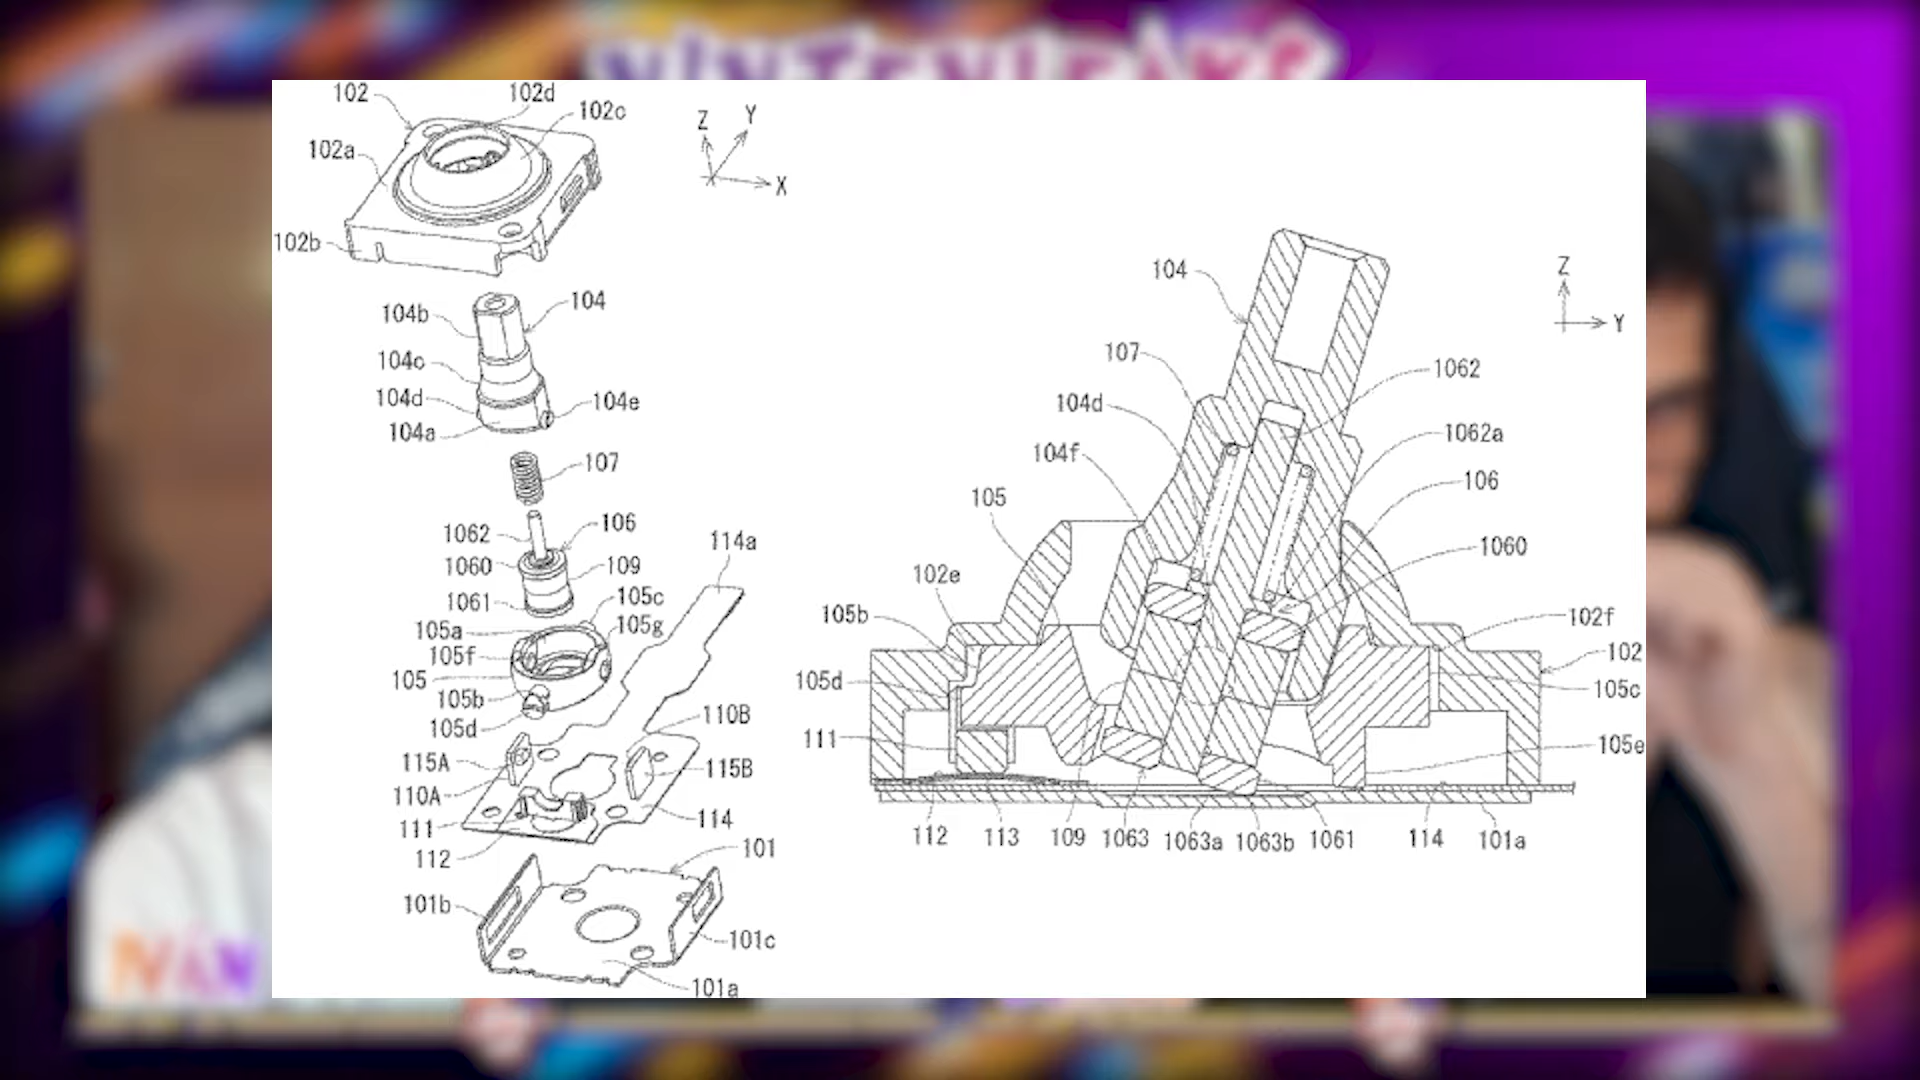 102
102d
102c
102a
102b
Z
Y
X
104b
104
104c
104d
104e
104a
107
1062
106
1060
109
1061
114a
105c
105a
105g
105f
105
105b
105d
110B
115A
115B
110A
111
114
112
101
101b
101c
101a
104
Z
Y
107
1062
104d
1062a
104f
106
105
1060
102e
105b
102f
102
105d
105c
111
105e
112
113
109
1063
1063a
1063b
1061
114
101a
IVÁN